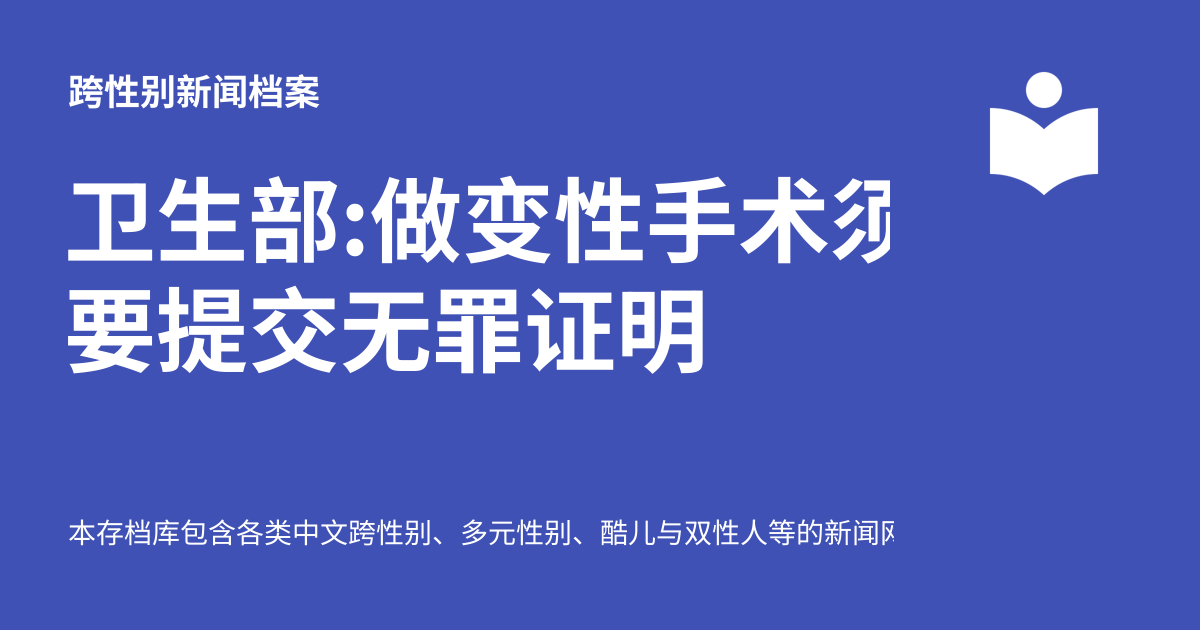 跨性别新闻档案
卫生部:做变性手术须
要提交无罪证明
本存档库包含各类中文跨性别、多元性别、酷儿与双性人等的新闻网